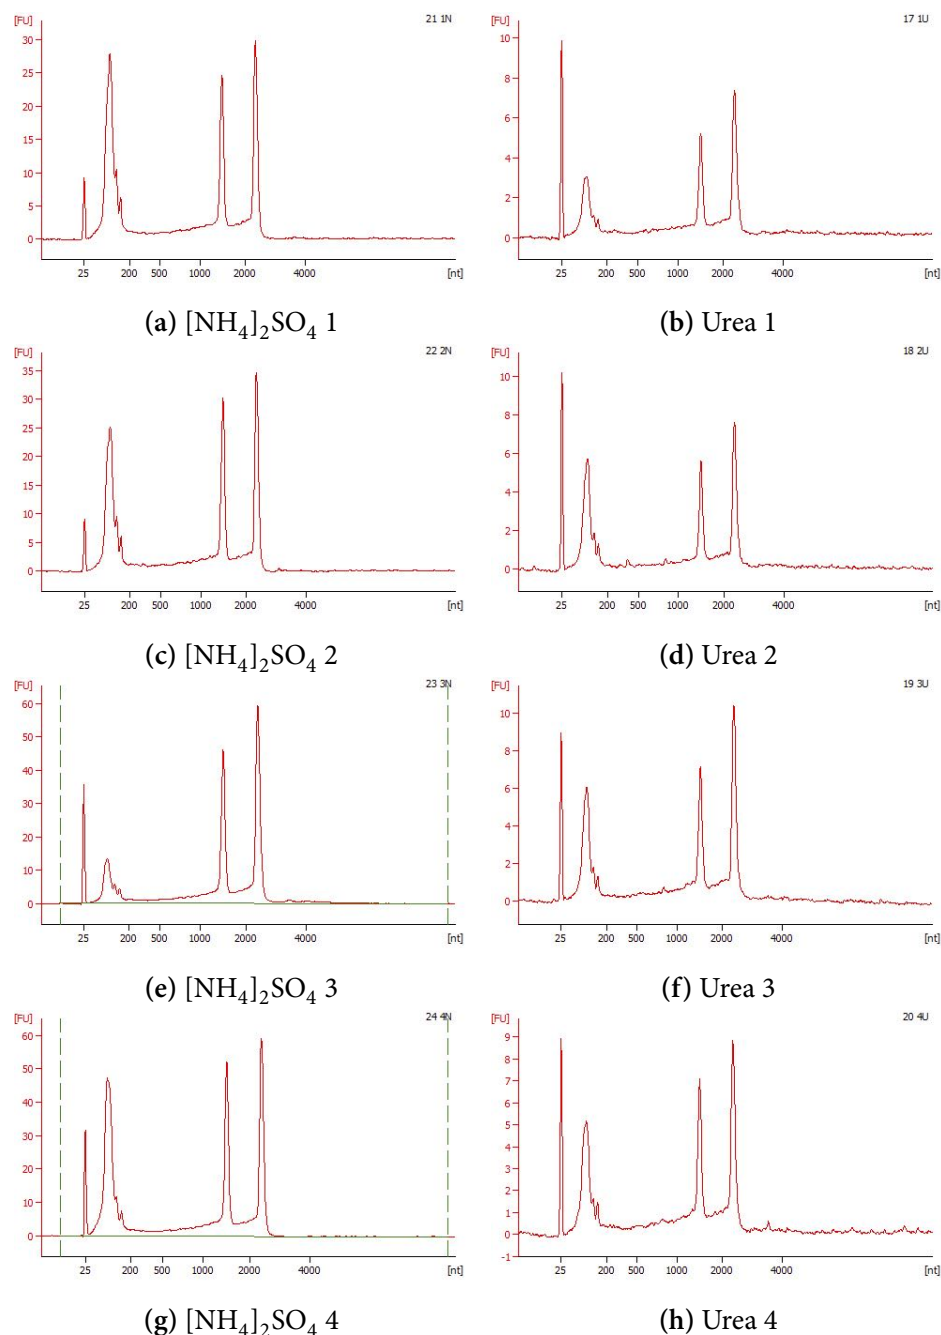 [FU] 21 1N
30
25
20
15
10
5
0
25 200 500 1000 2000 4000 [nt]
(a) [NH₄]₂SO₄ 1
[FU] 17 1U
10
8
6
4
2
0
25 200 500 1000 2000 4000 [nt]
(b) Urea 1
[FU] 22 2N
35
30
25
20
15
10
5
0
25 200 500 1000 2000 4000 [nt]
(c) [NH₄]₂SO₄ 2
[FU] 18 2U
10
8
6
4
2
0
25 200 500 1000 2000 4000 [nt]
(d) Urea 2
[FU] 23 3N
60
50
40
30
20
10
0
25 200 500 1000 2000 4000 [nt]
(e) [NH₄]₂SO₄ 3
[FU] 19 3U
10
8
6
4
2
0
25 200 500 1000 2000 4000 [nt]
(f) Urea 3
[FU] 24 4N
60
50
40
30
20
10
0
25 200 500 1000 2000 4000 [nt]
(g) [NH₄]₂SO₄ 4
[FU] 20 4U
9
8
7
6
5
4
3
2
1
0
-1
25 200 500 1000 2000 4000 [nt]
(h) Urea 4